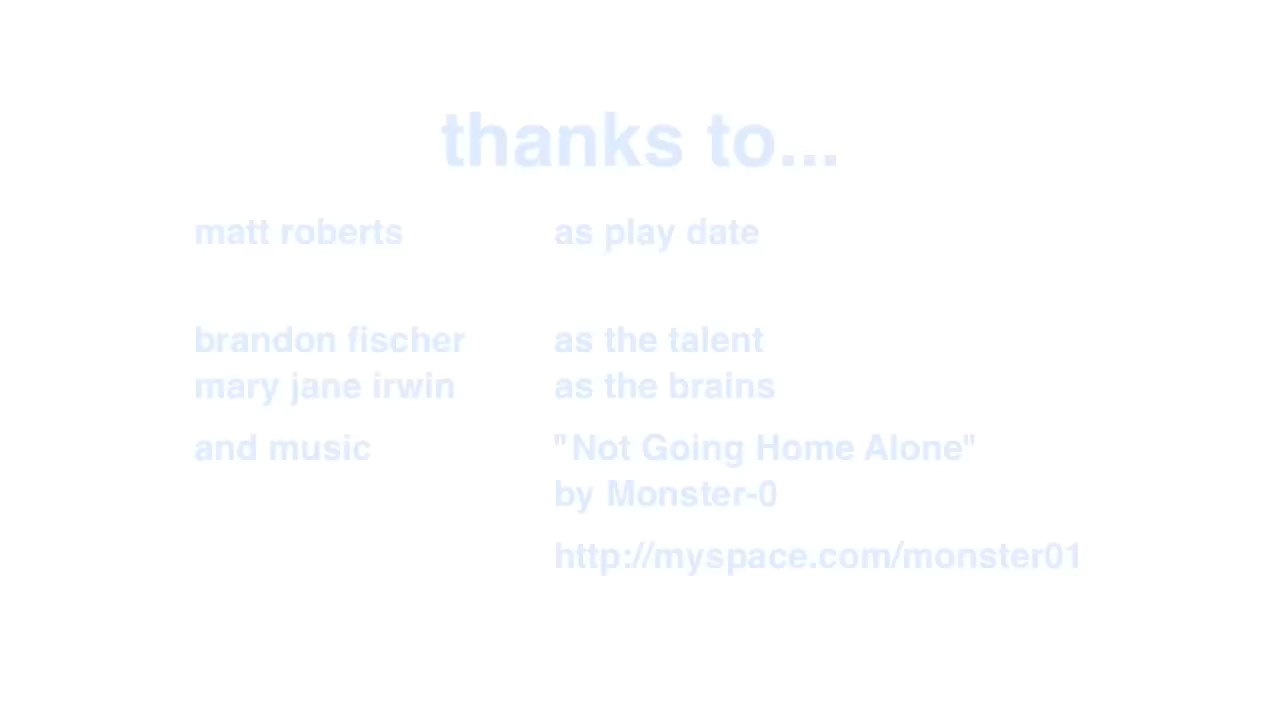 thanks to...
matt roberts as play date
brandon fischer as the talent
mary jane irwin as the brains
and music "Not Going Home Alone"
by Monster-0
http://myspace.com/monster01